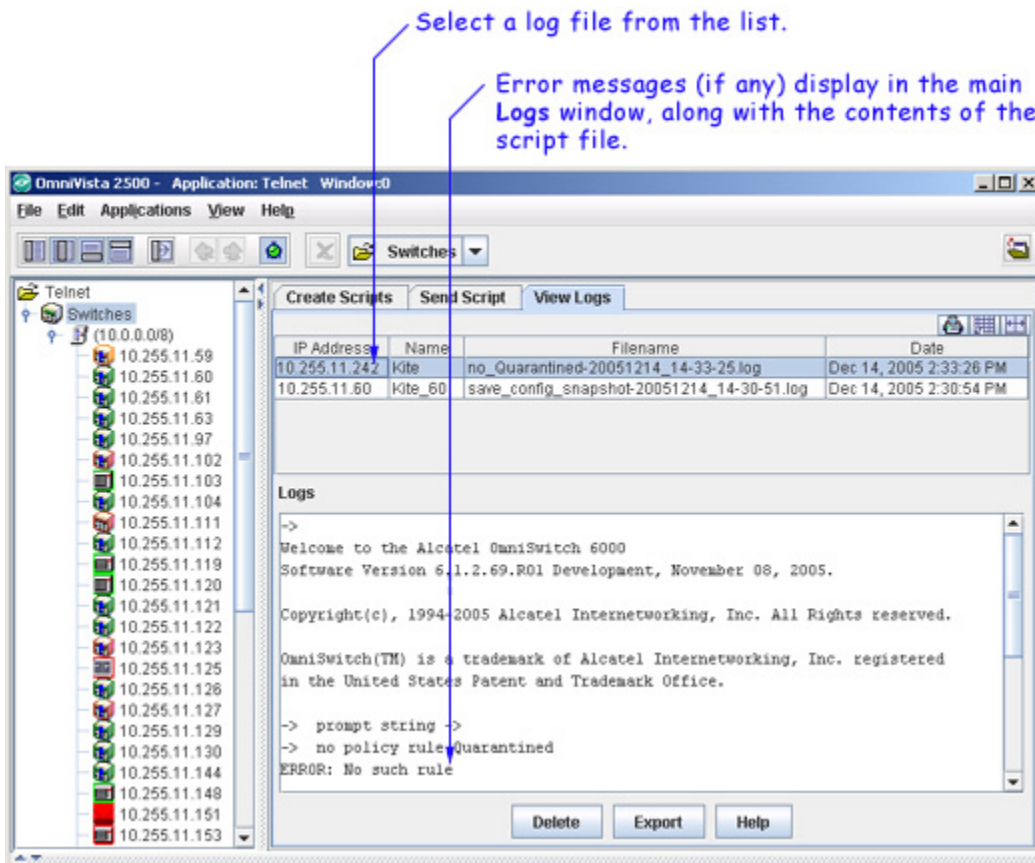 Select a log file from the list.
Error messages (if any) display in the main
Logs window, along with the contents of the
script file.
OmniVista 2500 - Application: Telnet Window:0
File Edit Applications View Help
Switches
Telnet
Switches
(10.0.0.0/8)
10.255.11.59
10.255.11.60
10.255.11.61
10.255.11.63
10.255.11.97
10.255.11.102
10.255.11.103
10.255.11.104
10.255.11.111
10.255.11.112
10.255.11.119
10.255.11.120
10.255.11.121
10.255.11.122
10.255.11.123
10.255.11.125
10.255.11.126
10.255.11.127
10.255.11.129
10.255.11.130
10.255.11.144
10.255.11.148
10.255.11.151
10.255.11.153
Create Scripts Send Script View Logs
IP Address Name Filename Date
10.255.11.242 Kite no_Quarantined-20051214_14-33-25.log Dec 14, 2005 2:33:26 PM
10.255.11.60 Kite_60 save_config_snapshot-20051214_14-30-51.log Dec 14, 2005 2:30:54 PM
Logs
->
Welcome to the Alcatel OmniSwitch 6000
Software Version 6.1.2.69.R01 Development, November 08, 2005.
Copyright(c), 1994-2005 Alcatel Internetworking, Inc. All Rights reserved.
OmniSwitch(TM) is a trademark of Alcatel Internetworking, Inc. registered
in the United States Patent and Trademark Office.
-> prompt string ->
-> no policy rule Quarantined
ERROR: No such rule
Delete Export Help